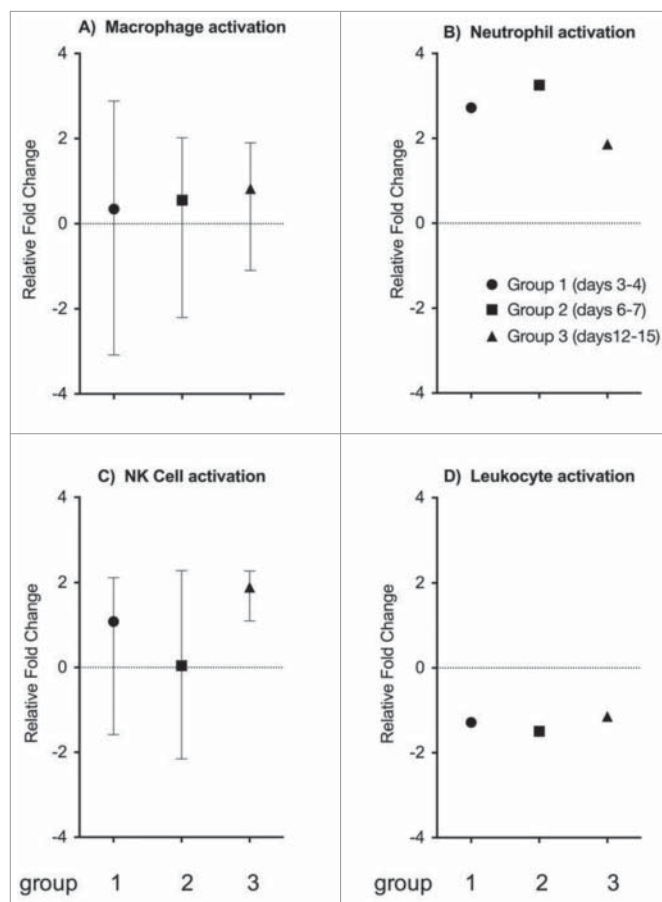 A) Macrophage activation
4
2
0
-2
-4
Relative Fold Change
B) Neutrophil activation
4
2
0
-2
-4
Relative Fold Change
Group 1 (days 3-4)
Group 2 (days 6-7)
Group 3 (days12-15)
C) NK Cell activation
4
2
0
-2
-4
Relative Fold Change
group 1 2 3
D) Leukocyte activation
4
2
0
-2
-4
Relative Fold Change
group 1 2 3